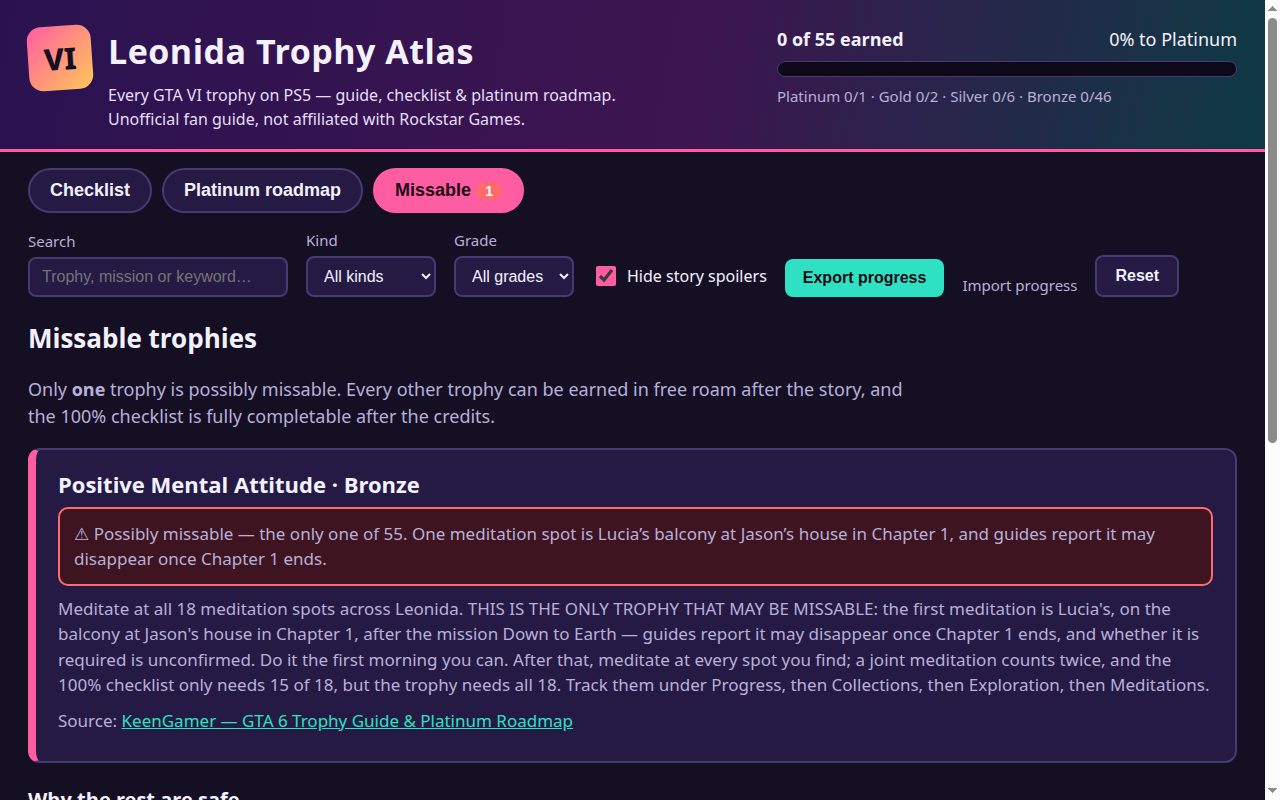 VI
Leonida Trophy Atlas
Every GTA VI trophy on PS5 — guide, checklist & platinum roadmap.
Unofficial fan guide, not affiliated with Rockstar Games.
0 of 55 earned
0% to Platinum
Platinum 0/1 · Gold 0/2 · Silver 0/6 · Bronze 0/46
Checklist
Platinum roadmap
Missable 1
Search
Kind
Grade
Trophy, mission or keyword…
All kinds
All grades
Hide story spoilers
Export progress
Import progress
Reset
Missable trophies
Only one trophy is possibly missable. Every other trophy can be earned in free roam after the story, and
the 100% checklist is fully completable after the credits.
Positive Mental Attitude · Bronze
⚠ Possibly missable — the only one of 55. One meditation spot is Lucia’s balcony at Jason’s house in Chapter 1, and guides report it may
disappear once Chapter 1 ends.
Meditate at all 18 meditation spots across Leonida. THIS IS THE ONLY TROPHY THAT MAY BE MISSABLE: the first meditation is Lucia's, on the
balcony at Jason's house in Chapter 1, after the mission Down to Earth — guides report it may disappear once Chapter 1 ends, and whether it is
required is unconfirmed. Do it the first morning you can. After that, meditate at every spot you find; a joint meditation counts twice, and the
100% checklist only needs 15 of 18, but the trophy needs all 18. Track them under Progress, then Collections, then Exploration, then Meditations.
Source: KeenGamer — GTA 6 Trophy Guide & Platinum Roadmap
Why the rest are safe